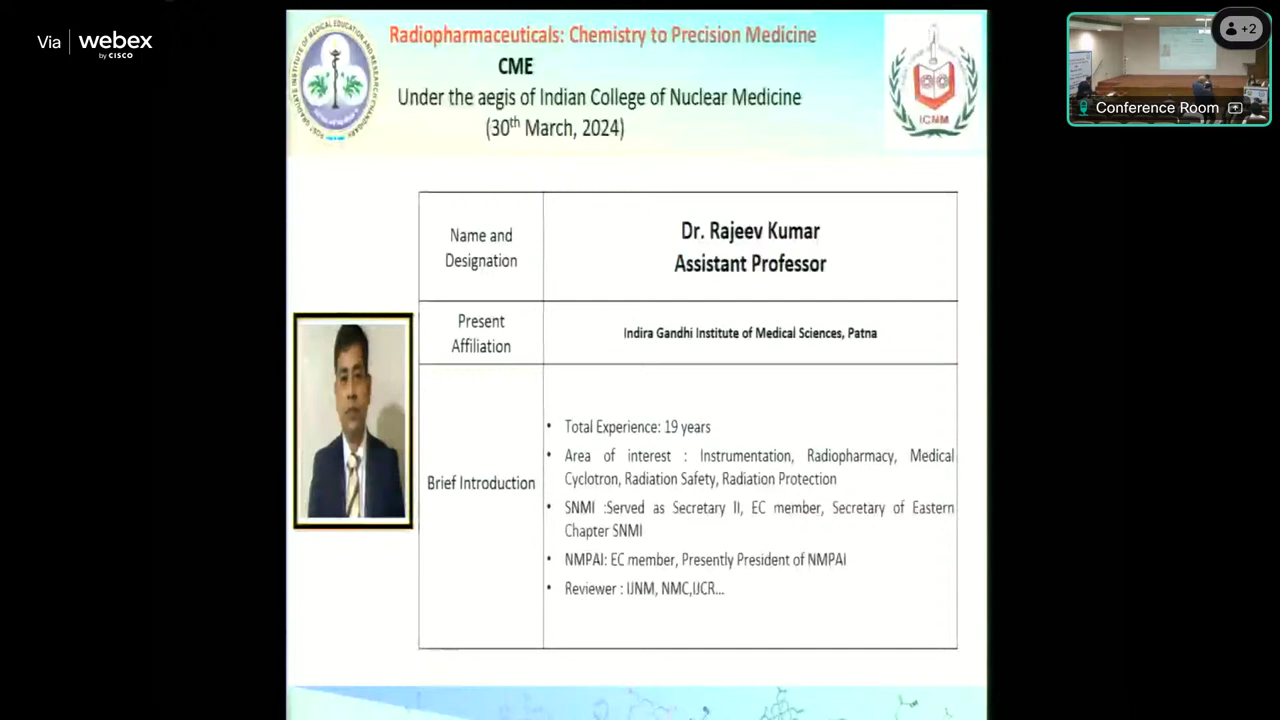 Via webex
by CISCO
Radiopharmaceuticals: Chemistry to Precision Medicine
CME
Under the aegis of Indian College of Nuclear Medicine
(30th March, 2024)
ICNM
+2
Conference Room
Name and
Designation
Dr. Rajeev Kumar
Assistant Professor
Present
Affiliation
Indira Gandhi Institute of Medical Sciences, Patna
Brief Introduction
• Total Experience: 19 years
• Area of interest : Instrumentation, Radiopharmacy, Medical
Cyclotron, Radiation Safety, Radiation Protection
• SNMI :Served as Secretary II, EC member, Secretary of Eastern
Chapter SNMI
• NMPAI: EC member, Presently President of NMPAI
• Reviewer : IJNM, NMC,IJCR...